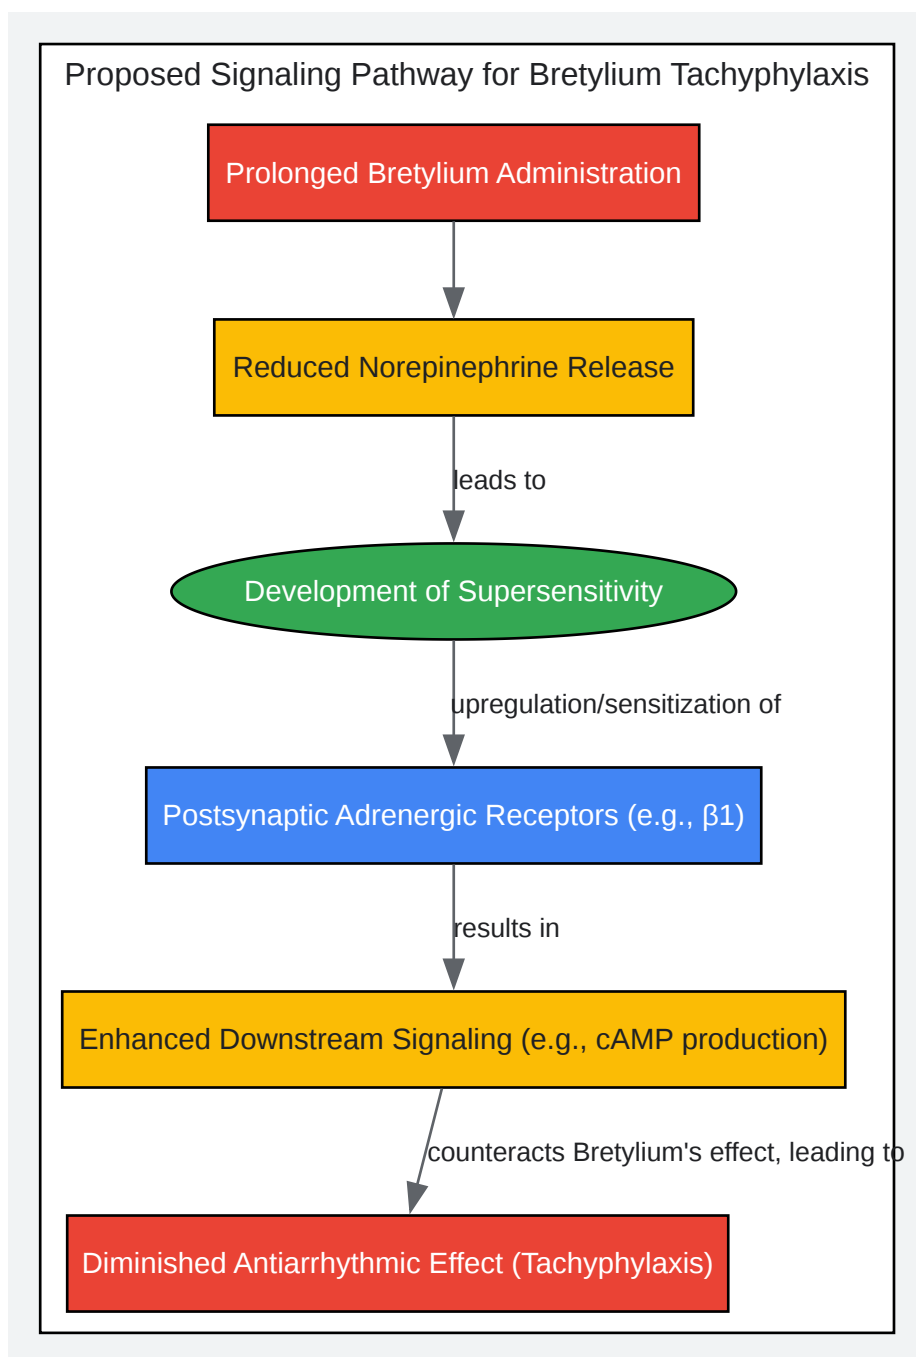 Proposed Signaling Pathway for Bretylium Tachyphylaxis
Prolonged Bretylium Administration
Reduced Norepinephrine Release
leads to
Development of Supersensitivity
upregulation/sensitization of
Postsynaptic Adrenergic Receptors (e.g., β1)
results in
Enhanced Downstream Signaling (e.g., cAMP production)
counteracts Bretylium's effect, leading to
Diminished Antiarrhythmic Effect (Tachyphylaxis)